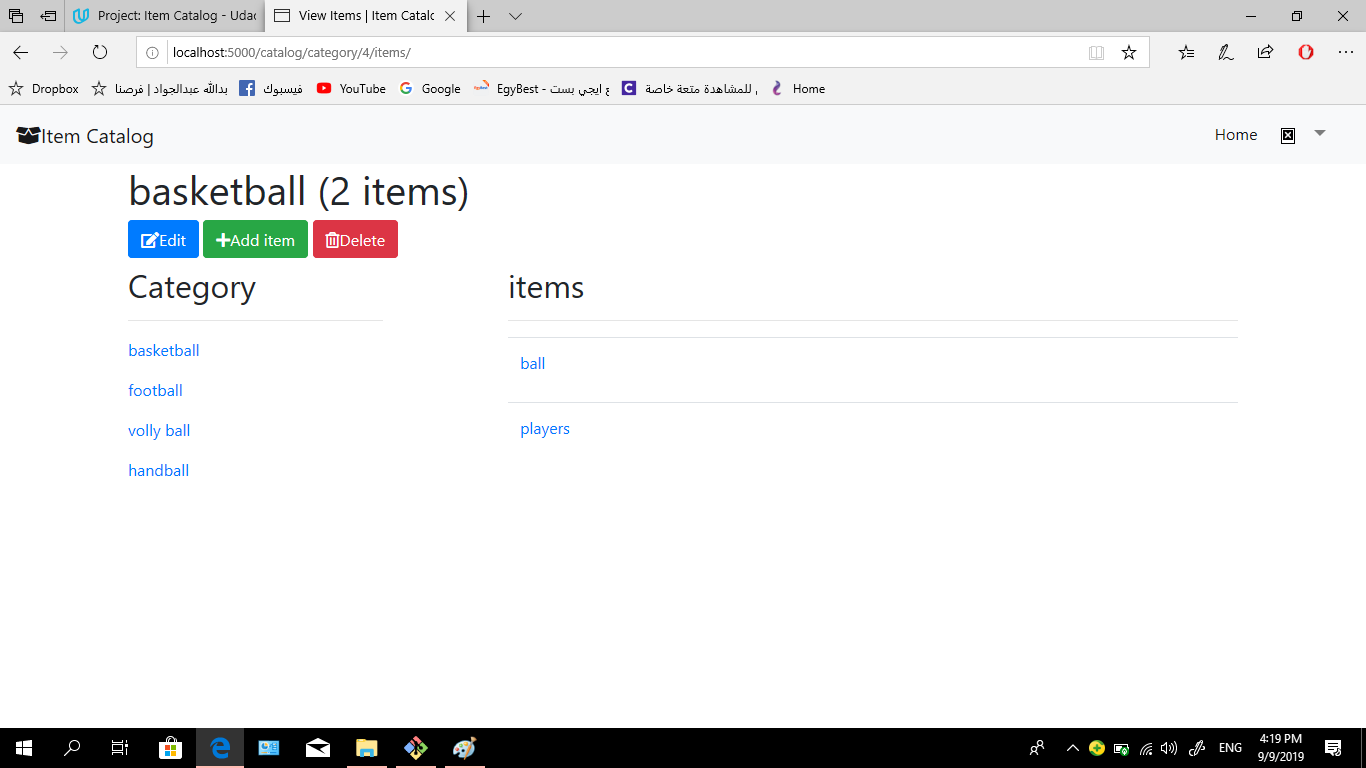 Project: Item Catalog - Udac
View Items | Item Catalo
localhost:5000/catalog/category/4/items/
Dropbox
بدالله عبدالجواد | فرصنا
فيسبوك
YouTube
Google
EgyBest - ع ايجي بست
للمشاهدة متعة خاصة
Home
Item Catalog
Home
basketball (2 items)
Edit
Add item
Delete
Category
items
basketball
ball
football
volly ball
players
handball
ENG
4:19 PM
9/9/2019